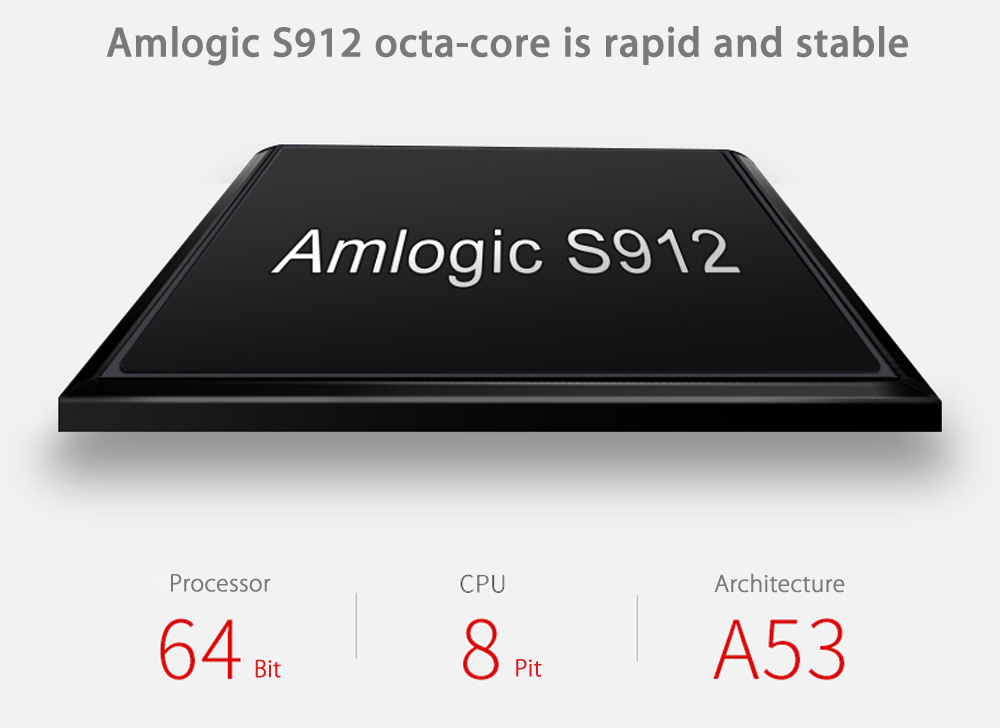 Amlogic S912 octa-core is rapid and stable
Amlogic S912
Processor
64 Bit
CPU
8 Pit
Architecture
A53